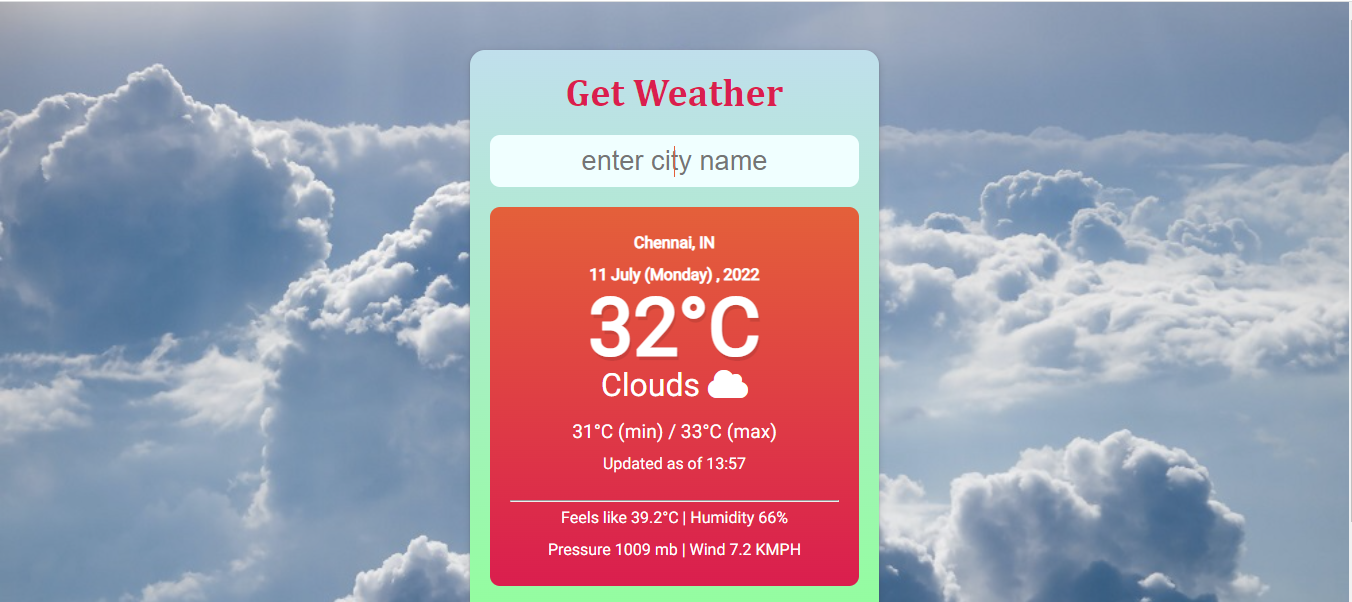 Get Weather
enter city name
Chennai, IN
11 July (Monday) , 2022
32°C
Clouds
31°C (min) / 33°C (max)
Updated as of 13:57
Feels like 39.2°C | Humidity 66%
Pressure 1009 mb | Wind 7.2 KMPH